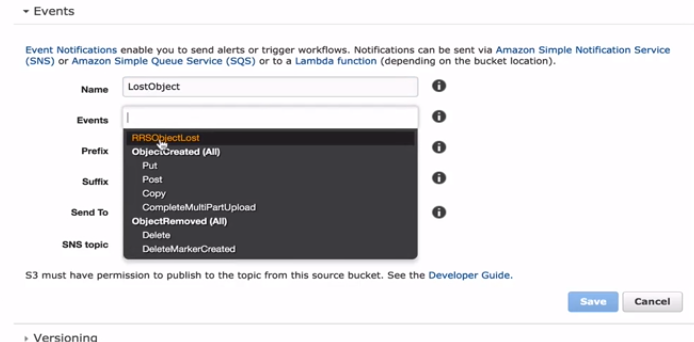 Events
Event Notifications enable you to send alerts or trigger workflows. Notifications can be sent via Amazon Simple Notification Service
(SNS) or Amazon Simple Queue Service (SQS) or to a Lambda function (depending on the bucket location).
Name LostObject
Events
RRSObjectLost
Prefix ObjectCreated (All)
Put
Suffix Post
Copy
Send To CompleteMultiPartUpload
ObjectRemoved (All)
SNS topic Delete
DeleteMarkerCreated
S3 must have permission to publish to the topic from this source bucket. See the Developer Guide.
Save Cancel
Versioning